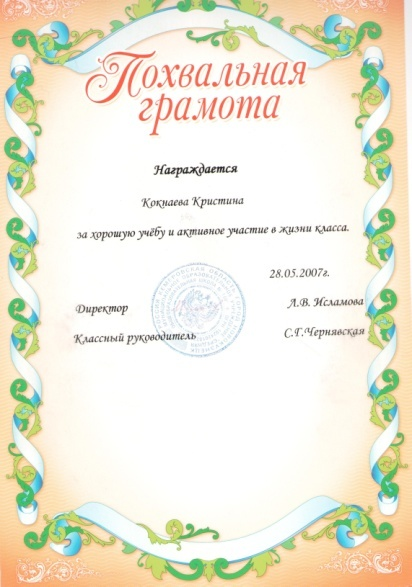 Похвальная
грамота
Награждается
Кокнаева Кристина
за хорошую учёбу и активное участие в жизни класса.
28.05.2007г.
Директор Л.В. Исламова
Классный руководитель С.Г.Чернявская